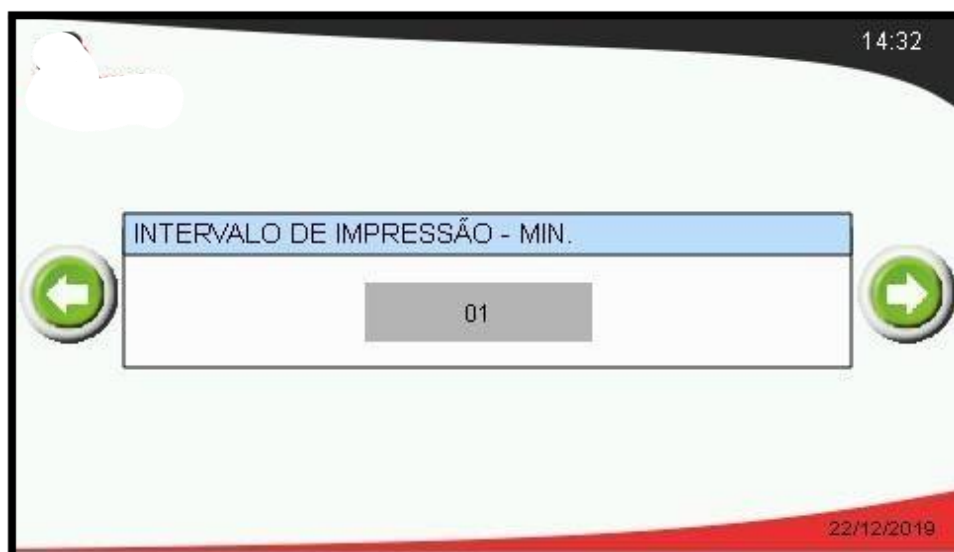 14:32
INTERVALO DE IMPRESSÃO - MIN.
01
22/12/2019